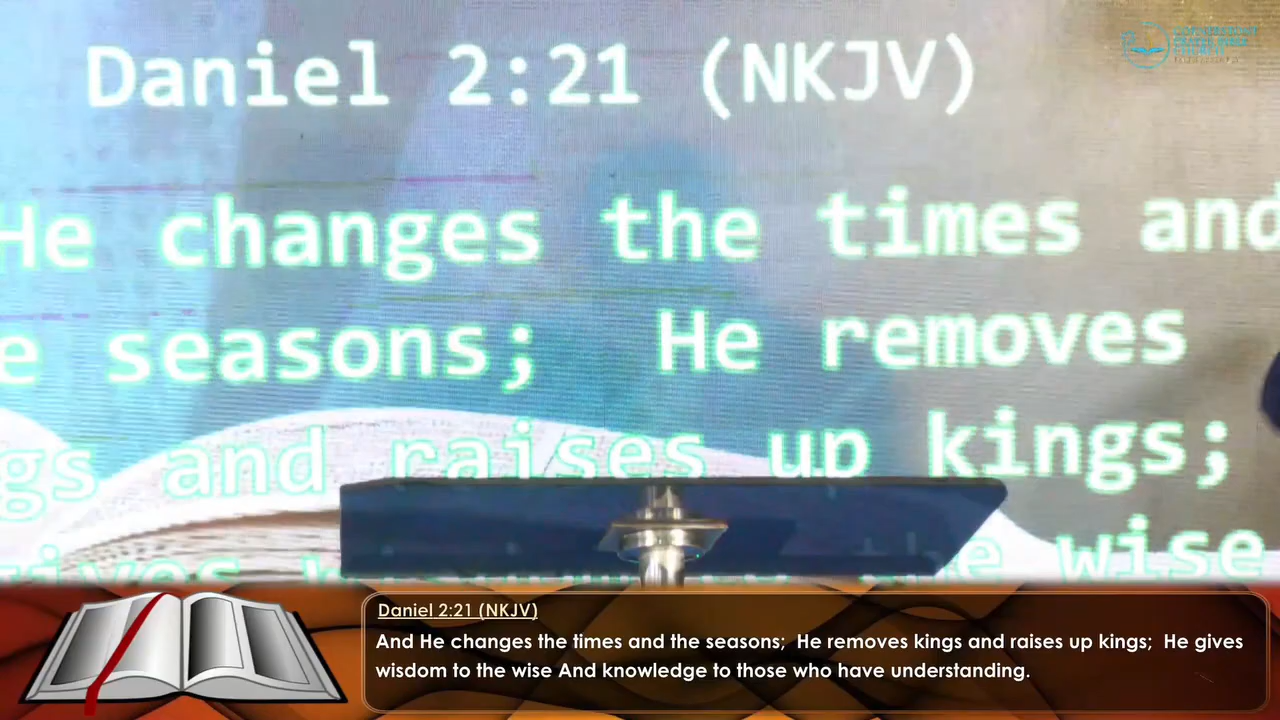 Daniel 2:21 (NKJV)
He changes the times and
seasons; He removes
and raises up kings;
wise
CHURCH
Daniel 2:21 (NKJV)
And He changes the times and the seasons; He removes kings and raises up kings; He gives
wisdom to the wise And knowledge to those who have understanding.